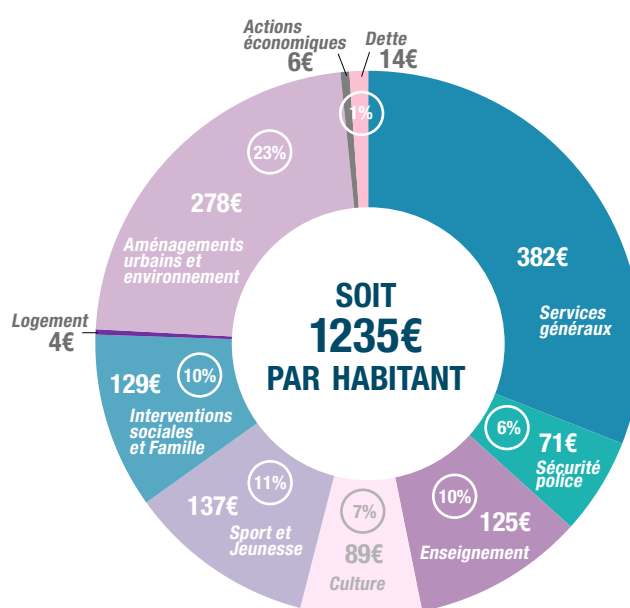 Actions
économiques
6€
Dette
14€
1%
23%
278€
Aménagements
urbains et
environnement
382€
Services
généraux
SOIT
1235€
PAR HABITANT
Logement
4€
129€
10%
Interventions
sociales
et Famille
6%
71€
Sécurité
police
11%
137€
Sport et
Jeunesse
7%
89€
Culture
10%
125€
Enseignement